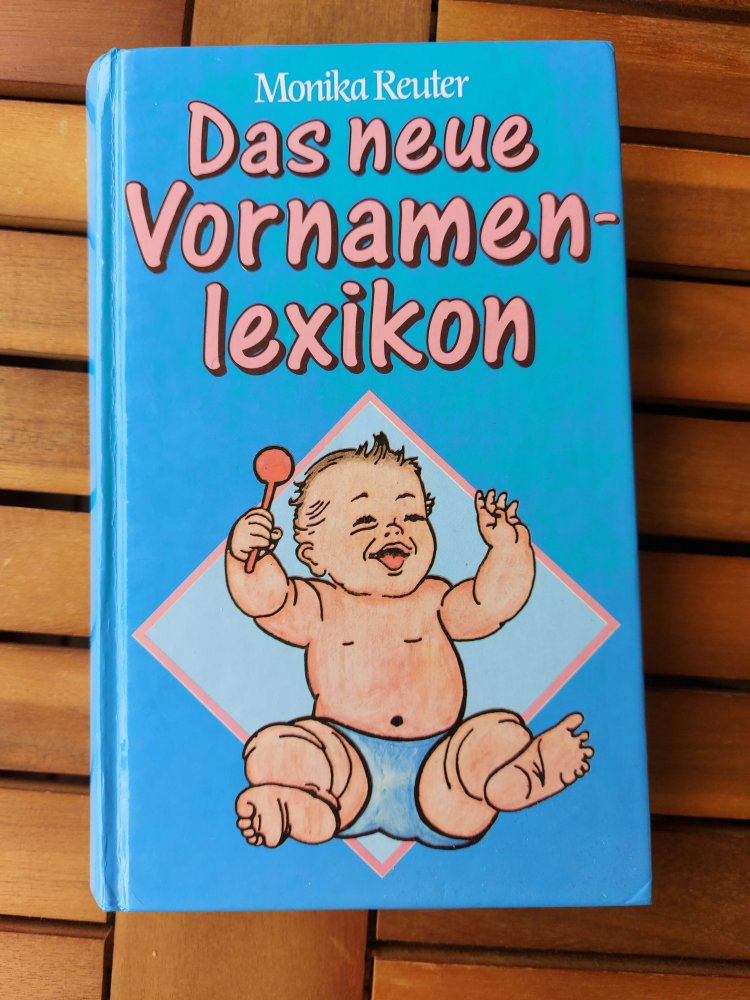 Monika Reuter
Das neue
Vornamen-
lexikon